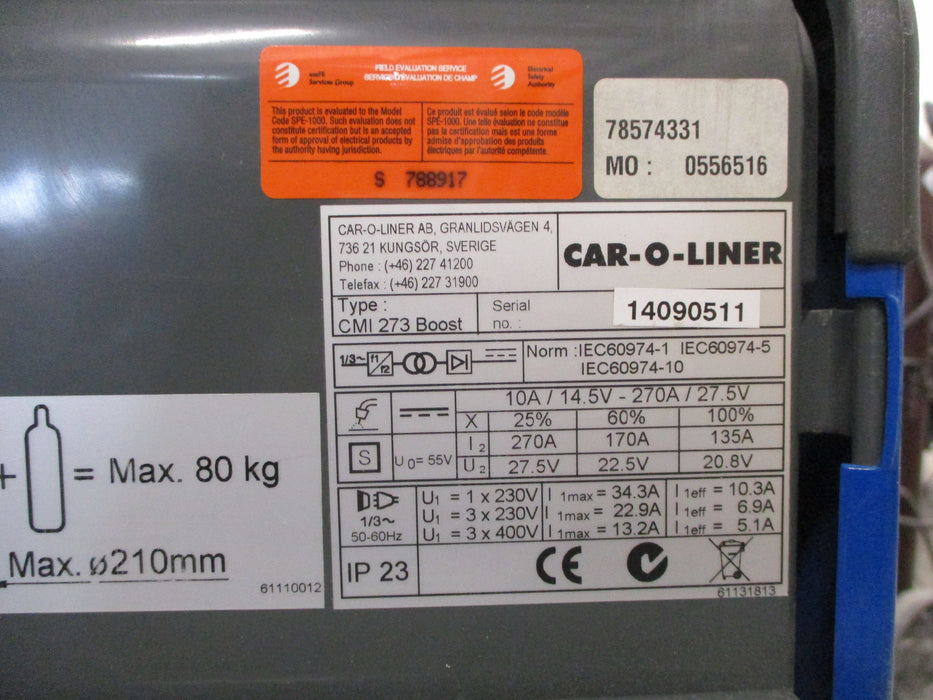 FIELD EVALUATION SERVICE
SERVICE D'ÉVALUATION DE CHAMP
Services Group
Electrical
Safety
Authority
This product is evaluated to the Model
Code SPE-1000. Such evaluation does not
constitute certification but is an accepted
form of approval of electrical products by
the authority having jurisdiction.
Ce produit est évalué selon le code modèle
SPE-1000. Une telle évaluation ne constitue
pas la certification mais est une forme
admise d'approbation des produits
électriques par l'autorité compétente.
S 788917
78574331
MO : 0556516
CAR-O-LINER AB, GRANLIDSVÄGEN 4,
736 21 KUNGSÖR, SVERIGE
Phone : (+46) 227 41200
Telefax : (+46) 227 31900
CAR-O-LINER
Type :
CMI 273 Boost
Serial
no. :
14090511
1/3~ f1 f2
Norm : IEC60974-1 IEC60974-5
IEC60974-10
10A / 14.5V - 270A / 27.5V
X 25% 60% 100%
I2 270A 170A 135A
S U0= 55V U2 27.5V 22.5V 20.8V
1/3~
50-60Hz
U1 = 1 x 230V I1max = 34.3A I1eff = 10.3A
U1 = 3 x 230V I1max = 22.9A I1eff = 6.9A
U1 = 3 x 400V I1max = 13.2A I1eff = 5.1A
IP 23
CE
61131813
+ = Max. 80 kg
Max. ø210mm
61110012